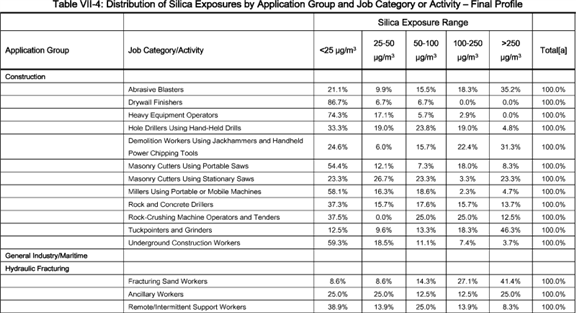 Table VII-4: Distribution of Silica Exposures by Application Group and Job Category or Activity – Final Profile
Silica Exposure Range
Application Group Job Category/Activity <25 µg/m³ 25-50 µg/m³ 50-100 µg/m³ 100-250 µg/m³ >250 µg/m³ Total[a]
Construction
Abrasive Blasters 21.1% 9.9% 15.5% 18.3% 35.2% 100.0%
Drywall Finishers 86.7% 6.7% 6.7% 0.0% 0.0% 100.0%
Heavy Equipment Operators 74.3% 17.1% 5.7% 2.9% 0.0% 100.0%
Hole Drillers Using Hand-Held Drills 33.3% 19.0% 23.8% 19.0% 4.8% 100.0%
Demolition Workers Using Jackhammers and Handheld
Power Chipping Tools 24.6% 6.0% 15.7% 22.4% 31.3% 100.0%
Masonry Cutters Using Portable Saws 54.4% 12.1% 7.3% 18.0% 8.3% 100.0%
Masonry Cutters Using Stationary Saws 23.3% 26.7% 23.3% 3.3% 23.3% 100.0%
Millers Using Portable or Mobile Machines 58.1% 16.3% 18.6% 2.3% 4.7% 100.0%
Rock and Concrete Drillers 37.3% 15.7% 17.6% 15.7% 13.7% 100.0%
Rock-Crushing Machine Operators and Tenders 37.5% 0.0% 25.0% 25.0% 12.5% 100.0%
Tuckpointers and Grinders 12.5% 9.6% 13.3% 18.3% 46.3% 100.0%
Underground Construction Workers 59.3% 18.5% 11.1% 7.4% 3.7% 100.0%
General Industry/Maritime
Hydraulic Fracturing
Fracturing Sand Workers 8.6% 8.6% 14.3% 27.1% 41.4% 100.0%
Ancillary Workers 25.0% 25.0% 12.5% 12.5% 25.0% 100.0%
Remote/Intermittent Support Workers 38.9% 13.9% 25.0% 13.9% 8.3% 100.0%